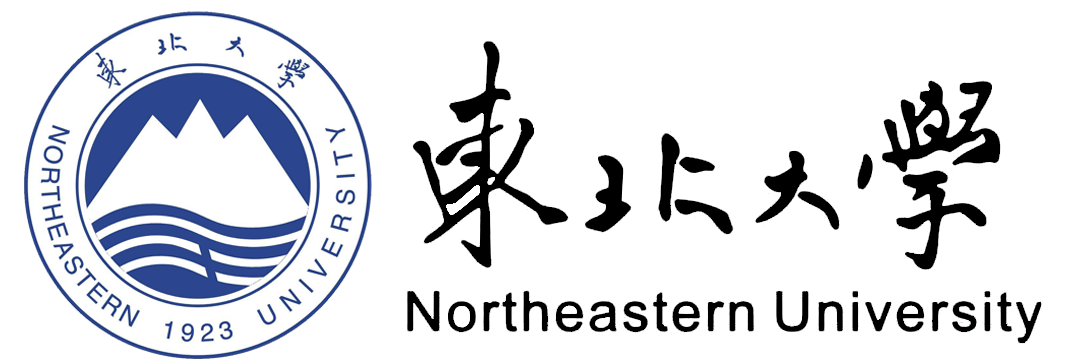 東北大學
NORTHEASTERN UNIVERSITY
1923
東北大學
Northeastern University